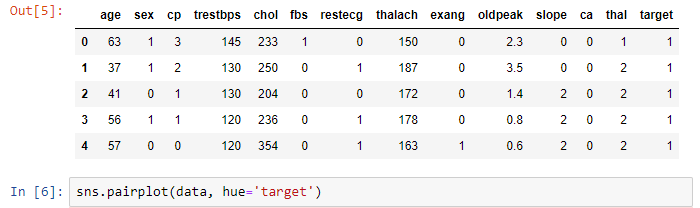 Out[5]:
age sex cp trestbps chol fbs restecg thalach exang oldpeak slope ca thal target
0 63 1 3 145 233 1 0 150 0 2.3 0 0 1 1
1 37 1 2 130 250 0 1 187 0 3.5 0 0 2 1
2 41 0 1 130 204 0 0 172 0 1.4 2 0 2 1
3 56 1 1 120 236 0 1 178 0 0.8 2 0 2 1
4 57 0 0 120 354 0 1 163 1 0.6 2 0 2 1
In [6]: sns.pairplot(data, hue='target')